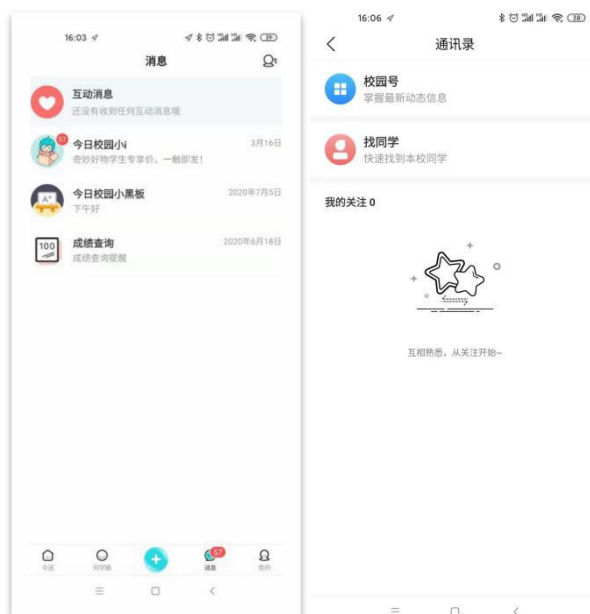 16:03
39
消息
互动消息
还没有收到任何互动消息哦
57
今日校园小i
3月16日
奇妙好物学生专享价，一触即发！
A+
今日校园小黑板
2020年7月5日
下午好
100
成绩查询
2020年6月18日
成绩查询提醒
57
今选
同学圈
消息
我的
16:06
38
通讯录
校园号
掌握最新动态信息
找同学
快速找到本校同学
我的关注 0
互相熟悉，从关注开始~